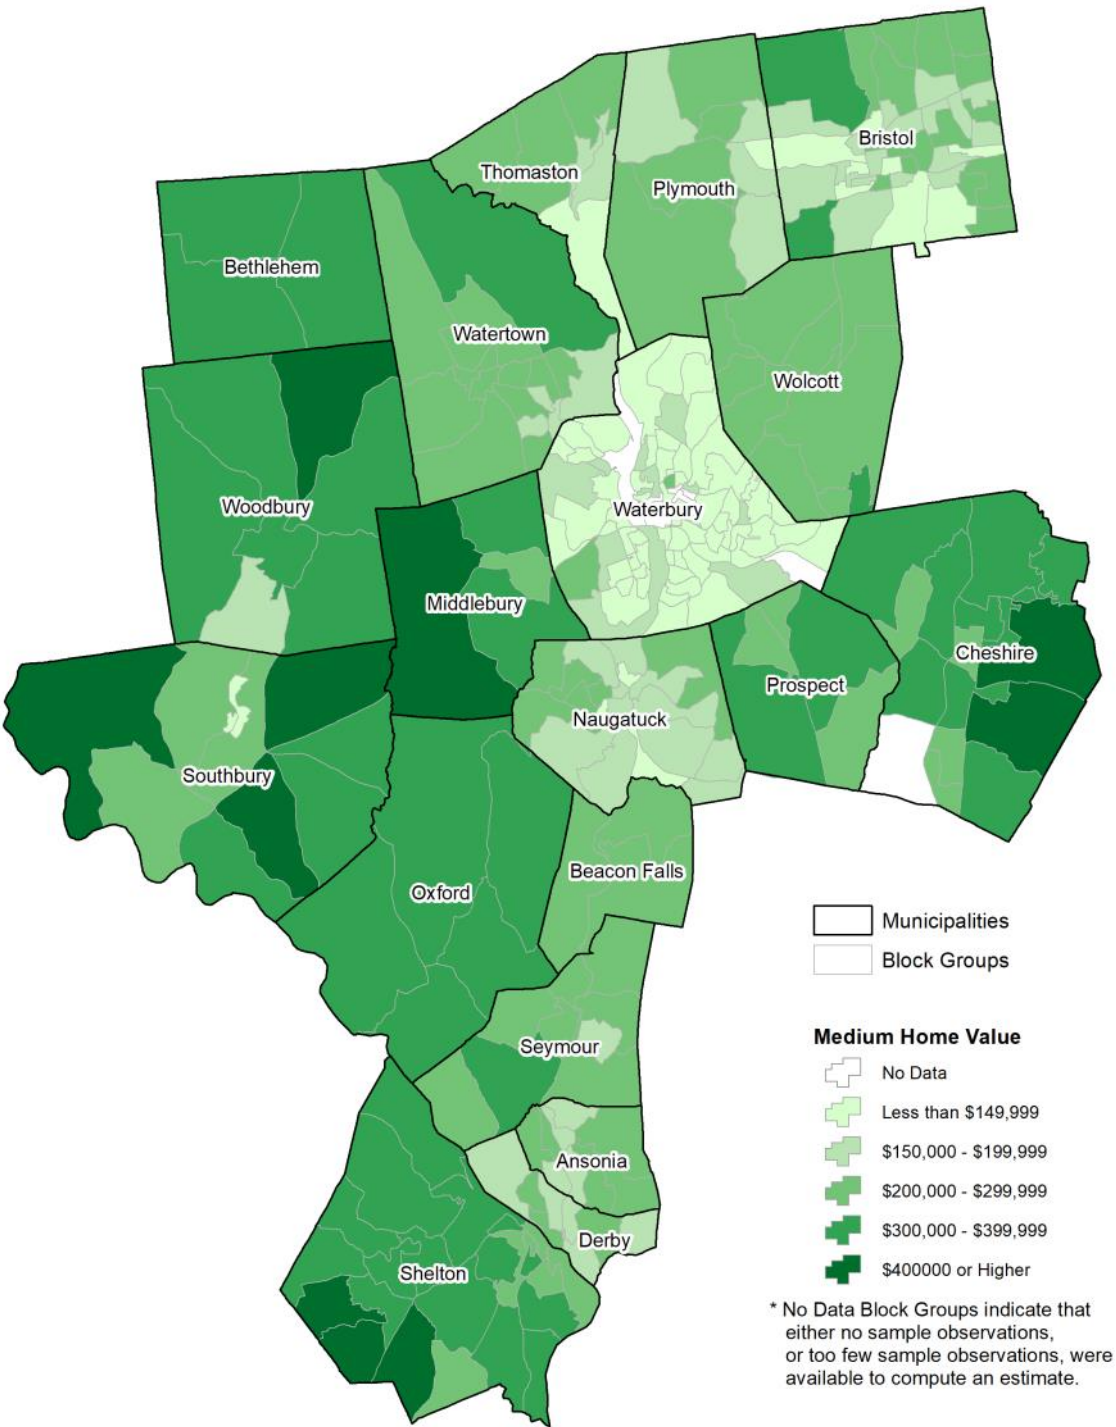 Bristol
Thomaston
Plymouth
Bethlehem
Watertown
Wolcott
Woodbury
Waterbury
Middlebury
Cheshire
Prospect
Naugatuck
Southbury
Beacon Falls
Oxford
Municipalities
Block Groups
Seymour
Medium Home Value
No Data
Less than $149,999
$150,000 - $199,999
Ansonia
$200,000 - $299,999
$300,000 - $399,999
Derby
Shelton
$400000 or Higher
* No Data Block Groups indicate that
either no sample observations,
or too few sample observations, were
available to compute an estimate.